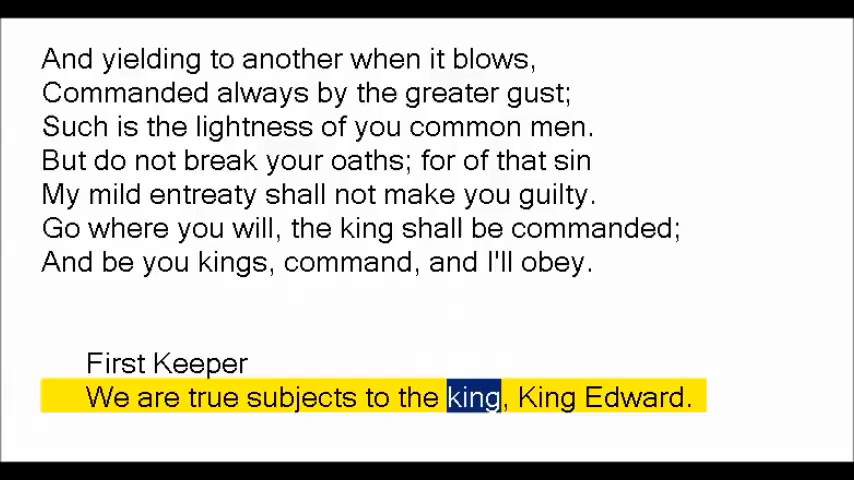 And yielding to another when it blows,
Commanded always by the greater gust;
Such is the lightness of you common men.
But do not break your oaths; for of that sin
My mild entreaty shall not make you guilty.
Go where you will, the king shall be commanded;
And be you kings, command, and I'll obey.
First Keeper
We are true subjects to the king, King Edward.